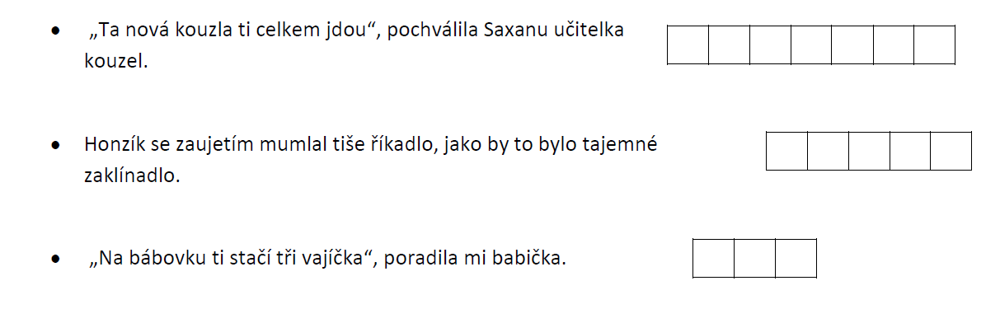 • „Ta nová kouzla ti celkem jdou“, pochválila Saxanu učitelka
kouzel.
• Honzík se zaujetím mumlal tiše říkadlo, jako by to bylo tajemné
zaklínadlo.
• „Na bábovku ti stačí tři vajíčka“, poradila mi babička.